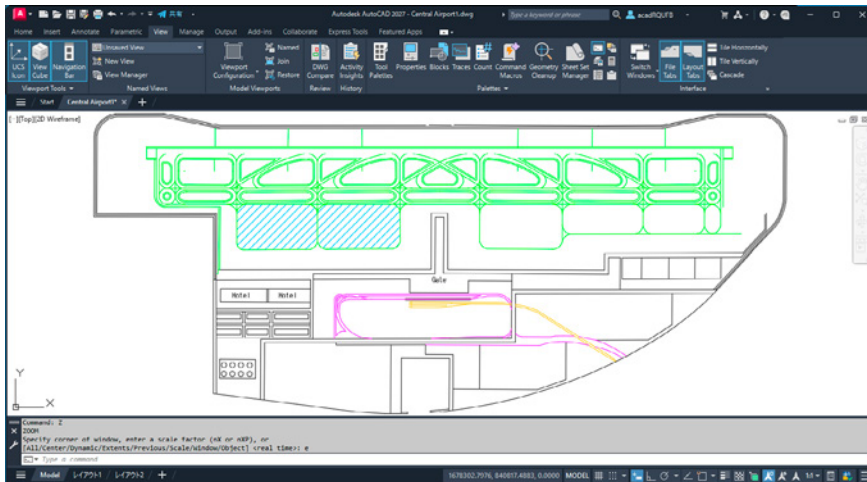 共有
Autodesk AutoCAD 2027 - Central Airport1.dwg
Type a keyword or phrase
acadRQUF8
Home Insert Annotate Parametric View Manage Output Add-ins Collaborate Express Tools Featured Apps
UCS Icon
View Cube
Navigation Bar
Viewport Tools
Unsaved View
New View
View Manager
Named Views
Viewport Configuration
Named
Join
Restore
Model Viewports
DWG Compare
Review
Activity Insights
History
Tool Palettes
Properties
Blocks
Traces
Count
Command Macros
Geometry Cleanup
Sheet Set Manager
Palettes
Switch Windows
File Tabs
Layout Tabs
Tile Horizontally
Tile Vertically
Cascade
Interface
Start
Central Airport1*
[-][Top][2D Wireframe]
Gate
Hotel Hotel
Y
X
Command: Z
ZOOM
Specify corner of window, enter a scale factor (nX or nXP), or
[All/Center/Dynamic/Extents/Previous/Scale/Window/Object] <real time>: e
Type a command
Model レイアウト1 レイアウト2
1678302.7976, 840817.4883, 0.0000 MODEL 1:1